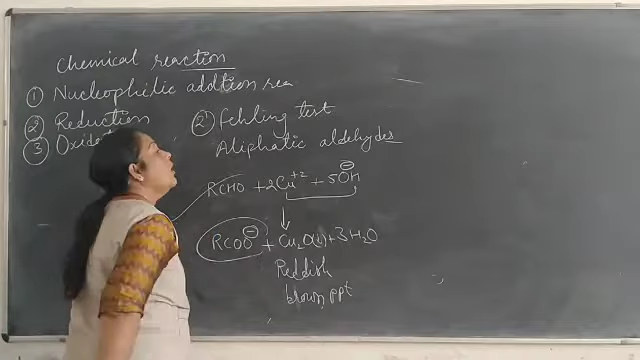 Chemical reaction
① Nucleophilic addtion rea
② Reduction
③ Oxidat
② Fehling test
Aliphatic aldehydes
RCHO + 2Cu+2 + 5OH⊖
↓
RCOO⊖ + Cu2O(s) + 3H2O
Reddish
brown ppt